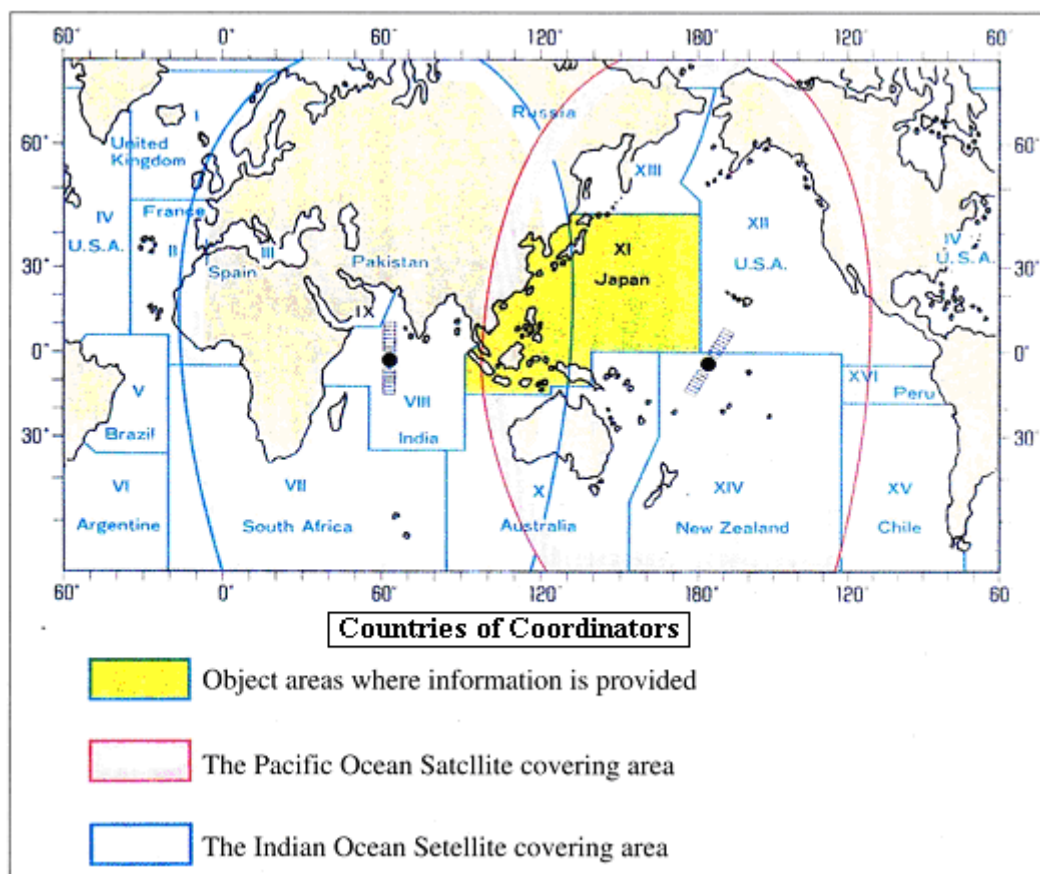 60° 0° 60° 120° 180° 120° 60°
60° 30° 0° 30°
60° 30° 0° 30°
Russia
I
United
Kingdom
XIII
IV
U.S.A.
France
II
III
Spain
Pakistan
IX
XI
Japan
XII
U.S.A.
IV
U.S.A.
V
Brazil
VIII
India
XVI
Peru
VI
Argentine
VII
South Africa
X
Australia
XIV
New Zealand
XV
Chile
60° 0° 60° 120° 180° 120° 60
Countries of Coordinators
Object areas where information is provided
The Pacific Ocean Satcllite covering area
The Indian Ocean Setellite covering area